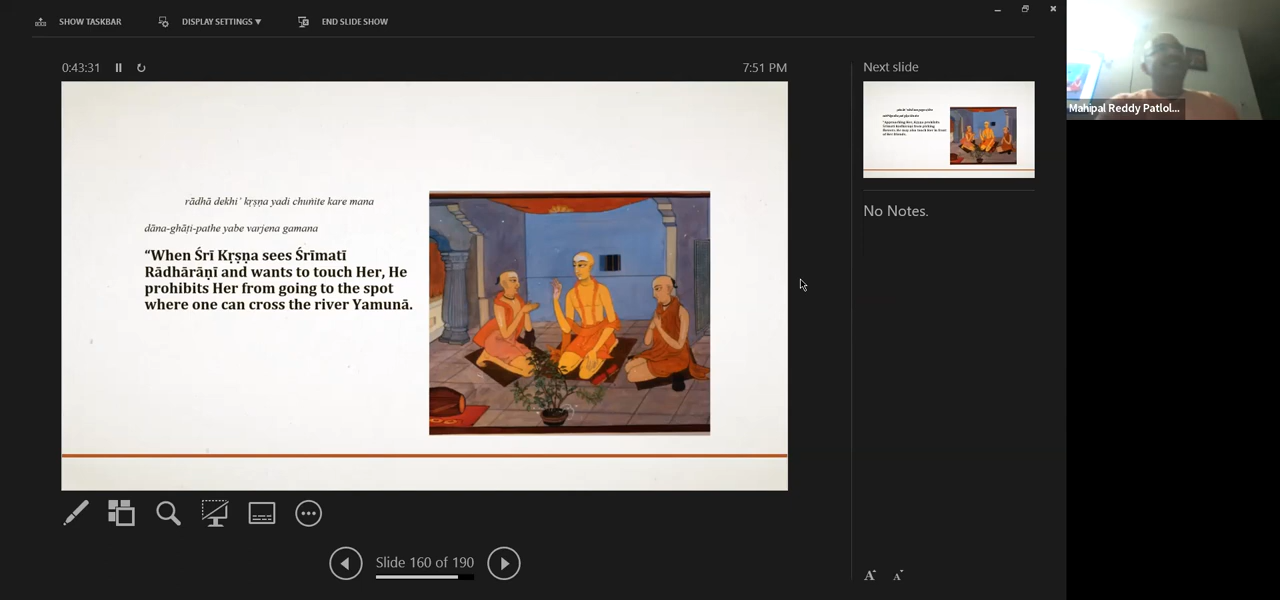 SHOW TASKBAR
DISPLAY SETTINGS ▼
END SLIDE SHOW
0:43:31
7:51 PM
rādhā dekhi' kṛṣṇa yadi chuṅite kare mana
dāna-ghāṭi-pathe yabe varjena gamana
“When Śrī Kṛṣṇa sees Śrīmatī
Rādhārāṇī and wants to touch Her, He
prohibits Her from going to the spot
where one can cross the river Yamunā.
Slide 160 of 190
Next slide
No Notes.
A
A
Mahipal Reddy Patlol...